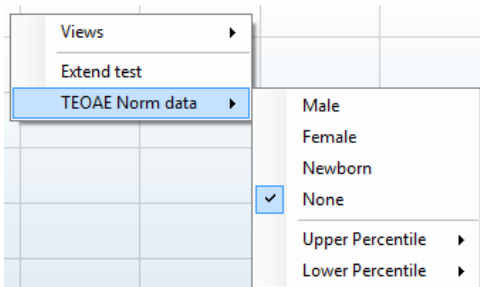 Views
Extend test
TEOAE Norm data
Male
Female
Newborn
None
Upper Percentile
Lower Percentile